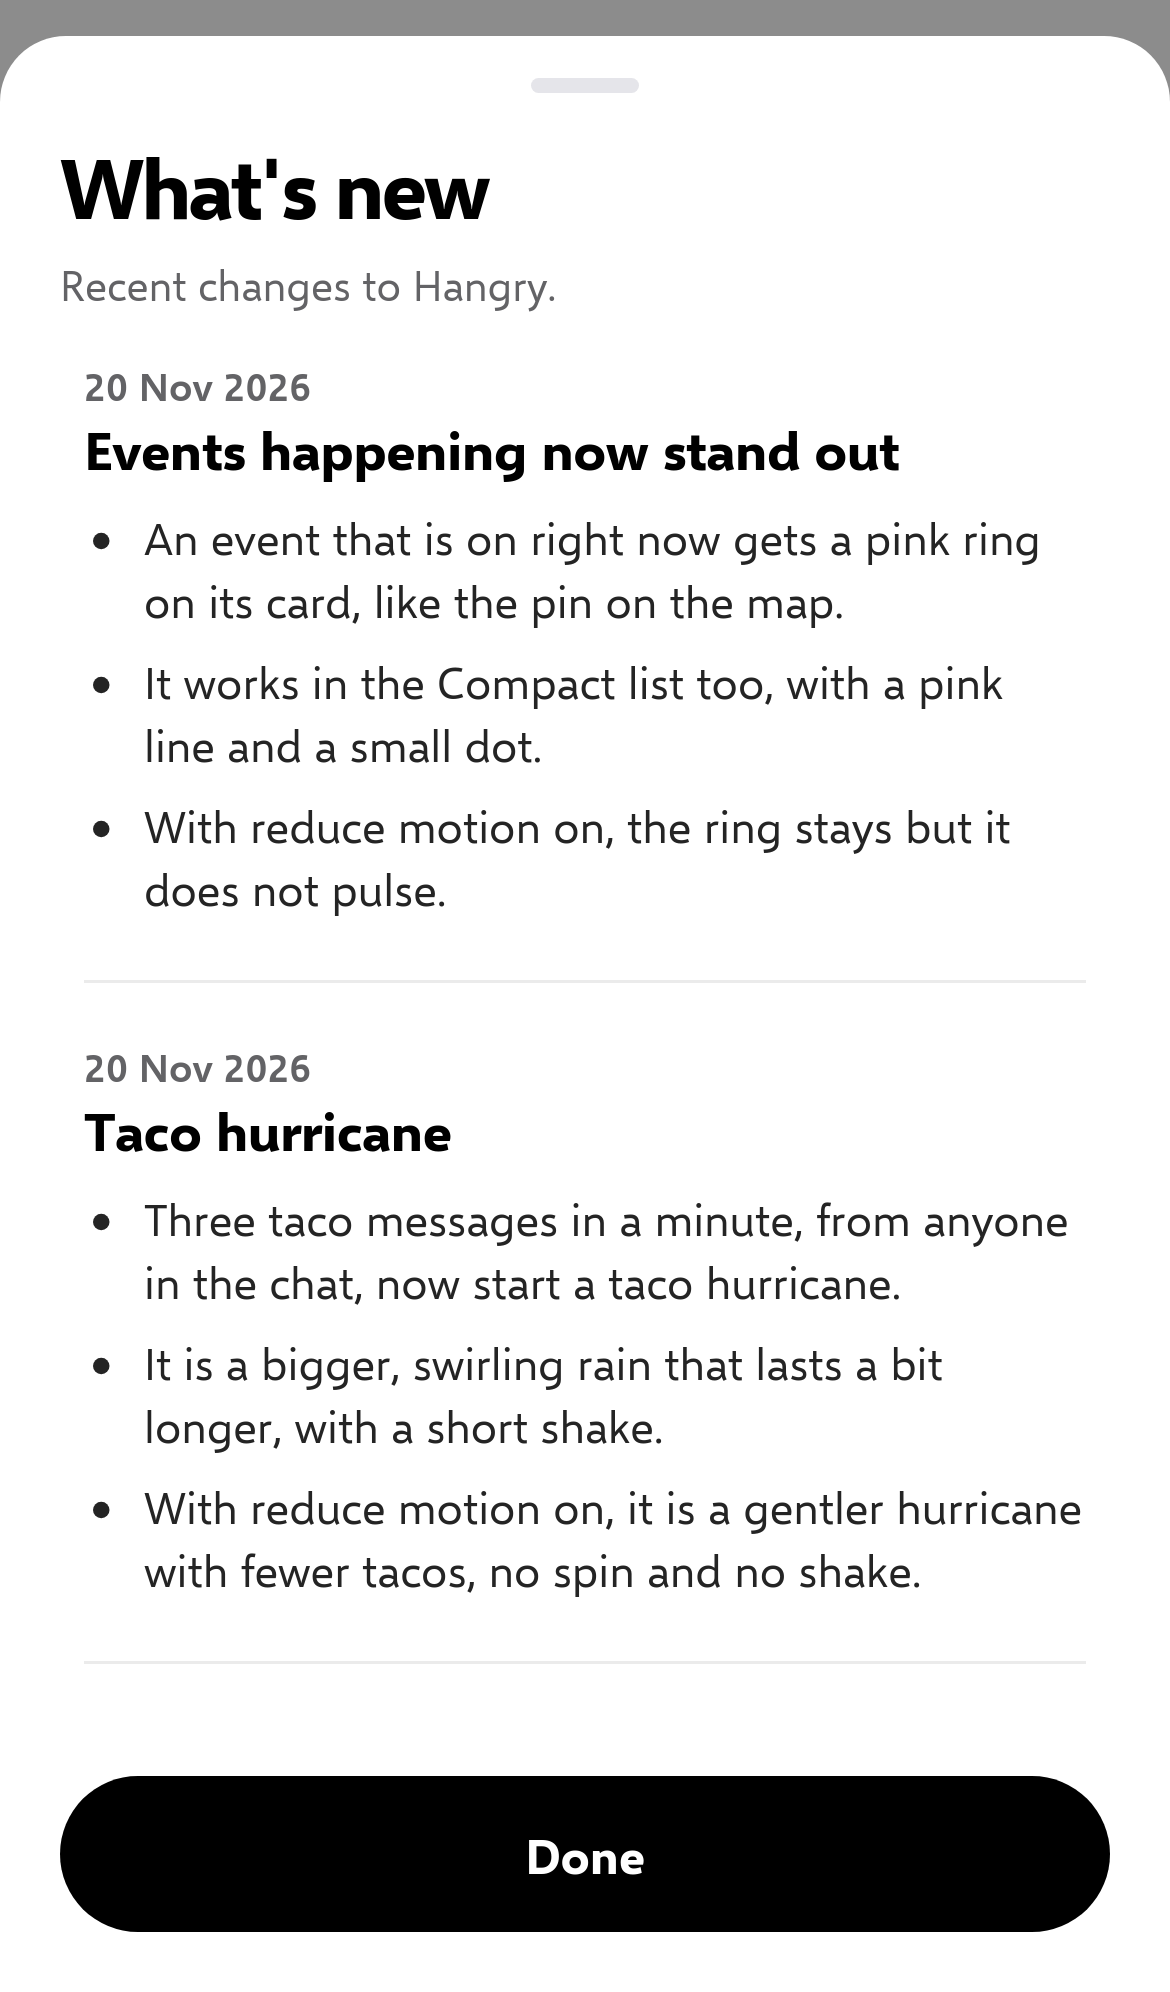 What's new
Recent changes to Hangry.
20 Nov 2026
Events happening now stand out
• An event that is on right now gets a pink ring
on its card, like the pin on the map.
• It works in the Compact list too, with a pink
line and a small dot.
• With reduce motion on, the ring stays but it
does not pulse.
20 Nov 2026
Taco hurricane
• Three taco messages in a minute, from anyone
in the chat, now start a taco hurricane.
• It is a bigger, swirling rain that lasts a bit
longer, with a short shake.
• With reduce motion on, it is a gentler hurricane
with fewer tacos, no spin and no shake.
Done